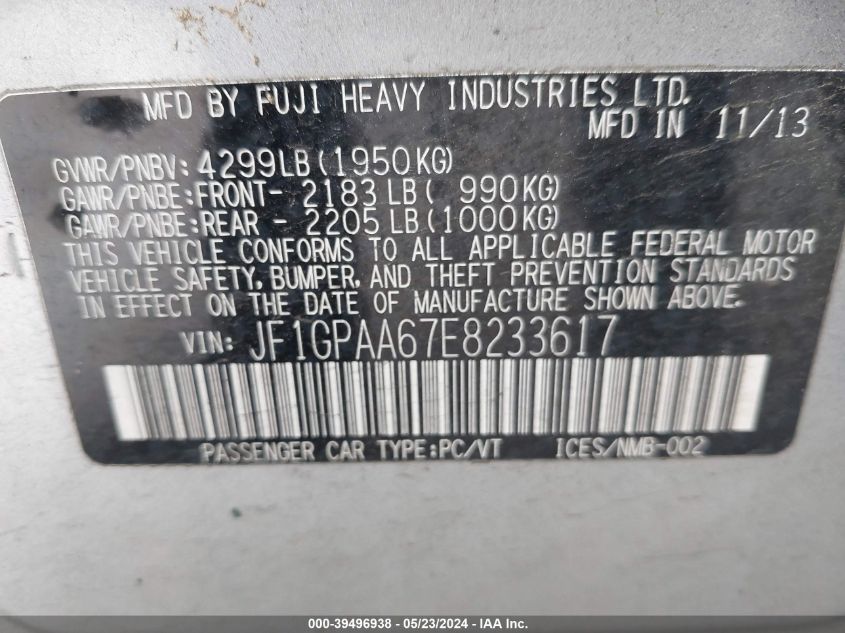 MFD BY FUJI HEAVY INDUSTRIES LTD.
MFD IN 11/13
GVWR/PNBV: 4299LB(1950KG)
GAWR/PNBE:FRONT- 2183 LB( 990KG)
GAWR/PNBE:REAR - 2205 LB(1000KG)
THIS VEHICLE CONFORMS TO ALL APPLICABLE FEDERAL MOTOR
VEHICLE SAFETY, BUMPER, AND THEFT PREVENTION STANDARDS
IN EFFECT ON THE DATE OF MANUFACTURE SHOWN ABOVE.
VIN: JF1GPAA67E8233617
PASSENGER CAR TYPE:PC/VT ICES/NMB-002
000-39496938 - 05/23/2024 - IAA Inc.